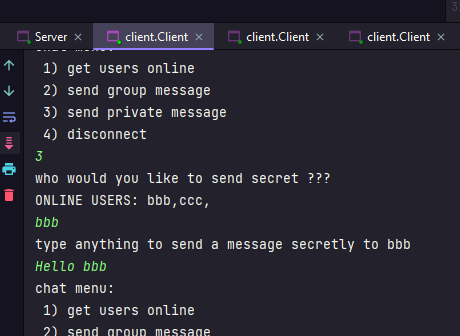 Server
client.Client
client.Client
client.Client
chat menu:
1) get users online
2) send group message
3) send private message
4) disconnect
3
who would you like to send secret ???
ONLINE USERS: bbb,ccc,
bbb
type anything to send a message secretly to bbb
Hello bbb
chat menu:
1) get users online
2) send group message